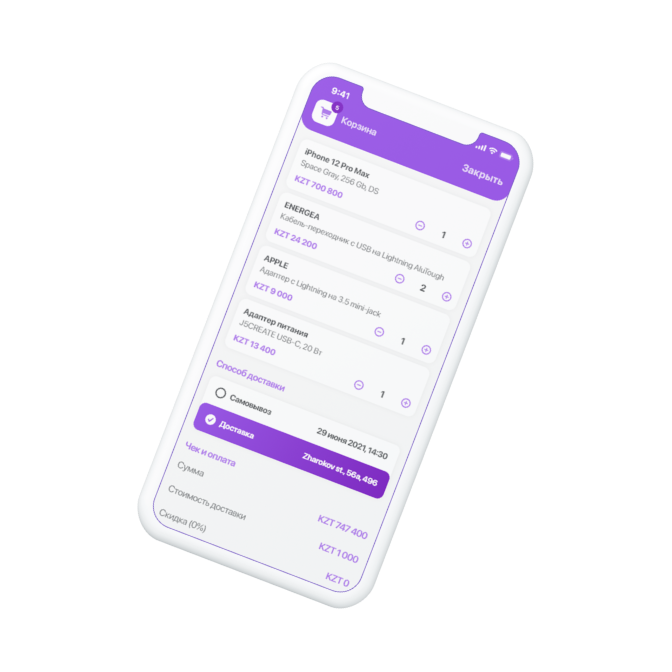 9:41
5
Корзина
Закрыть
iPhone 12 Pro Max
Space Gray, 256 Gb, DS
KZT 700 800
1
ENERGEA
Кабель-переходник с USB на Lightning AluTough
KZT 24 200
2
APPLE
Адаптер с Lightning на 3.5 mini-jack
KZT 9 000
1
Адаптер питания
J5CREATE USB-C, 20 Вт
KZT 13 400
1
Способ доставки
Самовывоз
29 июня 2021, 14:30
Доставка
Zharokov st., 56a, 496
Чек и оплата
Сумма
KZT 747 400
Стоимость доставки
KZT 1 000
Скидка (0%)
KZT 0